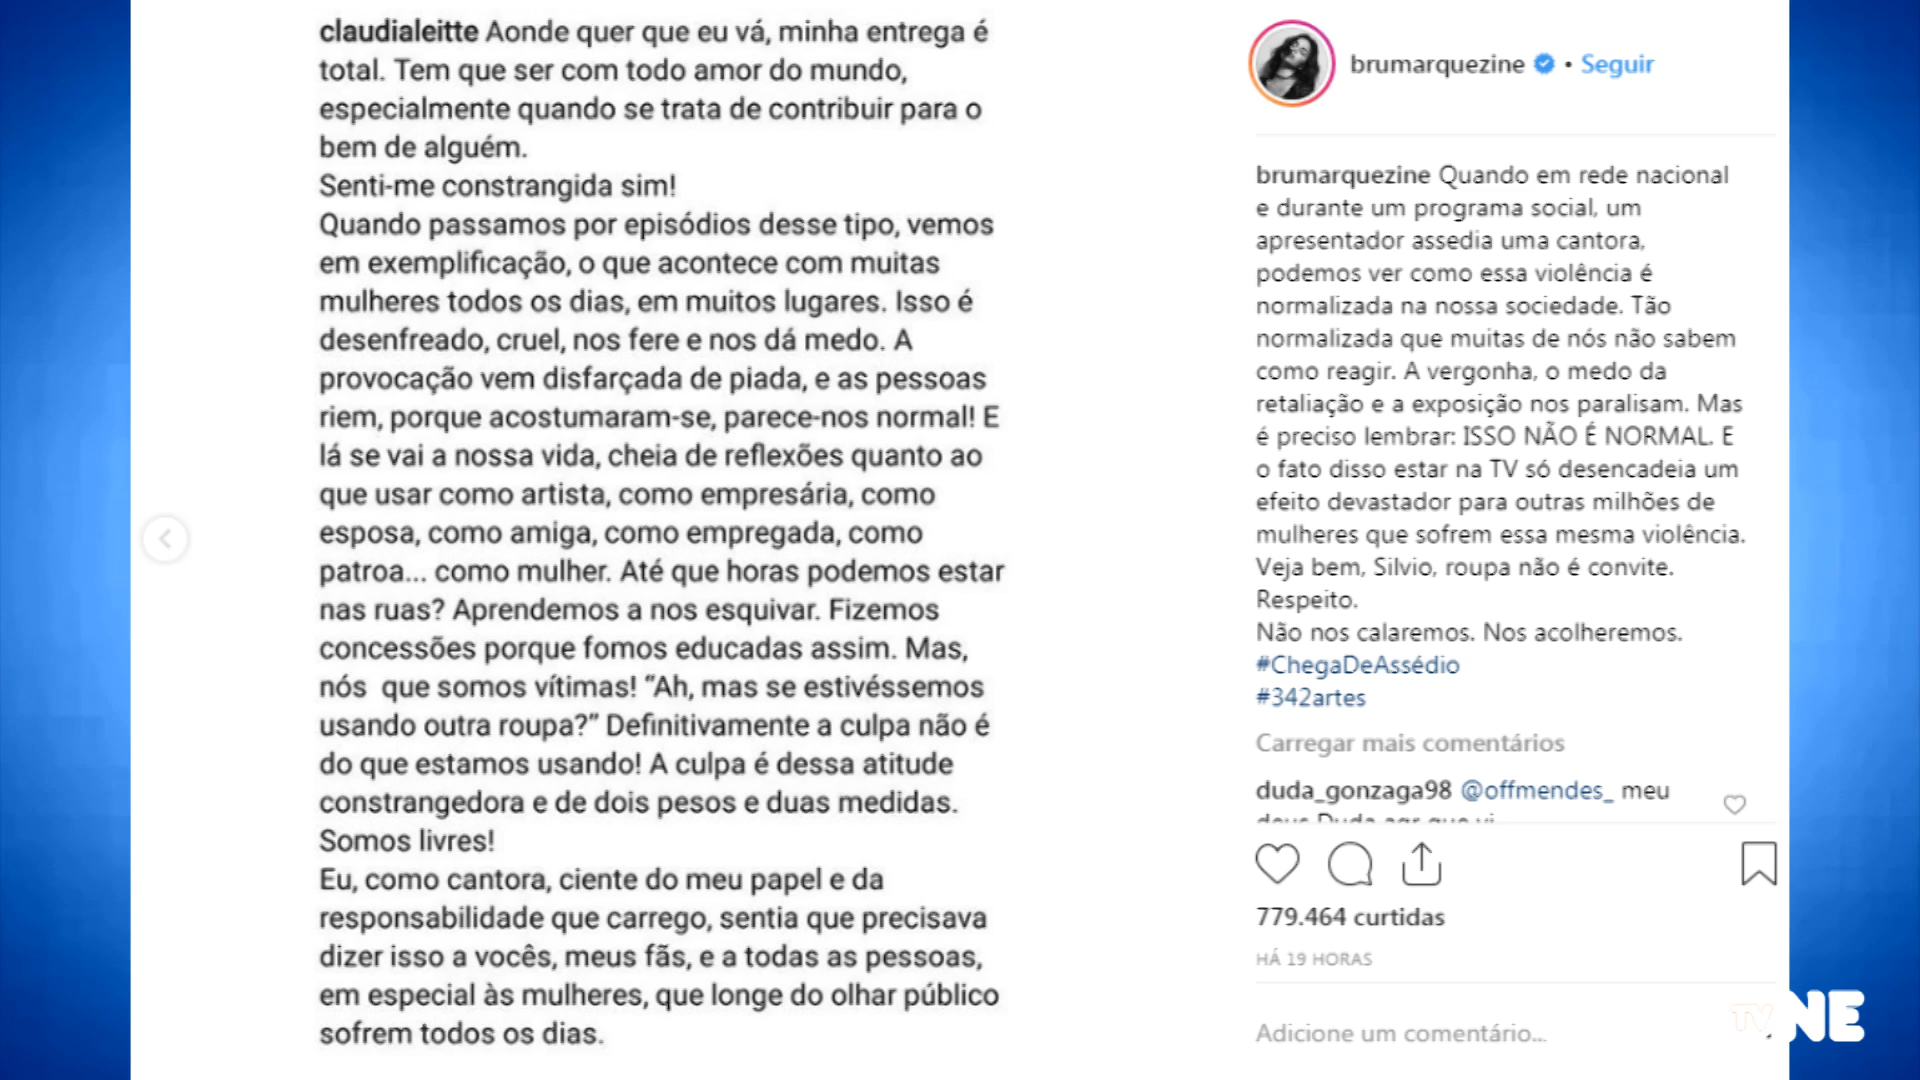 claudialeitte Aonde quer que eu vá, minha entrega é
total. Tem que ser com todo amor do mundo,
especialmente quando se trata de contribuir para o
bem de alguém.
Senti-me constrangida sim!
Quando passamos por episódios desse tipo, vemos
em exemplificação, o que acontece com muitas
mulheres todos os dias, em muitos lugares. Isso é
desenfreado, cruel, nos fere e nos dá medo. A
provocação vem disfarçada de piada, e as pessoas
riem, porque acostumaram-se, parece-nos normal! E
lá se vai a nossa vida, cheia de reflexões quanto ao
que usar como artista, como empresária, como
esposa, como amiga, como empregada, como
patroa... como mulher. Até que horas podemos estar
nas ruas? Aprendemos a nos esquivar. Fizemos
concessões porque fomos educadas assim. Mas,
nós  que somos vítimas! “Ah, mas se estivéssemos
usando outra roupa?” Definitivamente a culpa não é
do que estamos usando! A culpa é dessa atitude
constrangedora e de dois pesos e duas medidas.
Somos livres!
Eu, como cantora, ciente do meu papel e da
responsabilidade que carrego, sentia que precisava
dizer isso a vocês, meus fãs, e a todas as pessoas,
em especial às mulheres, que longe do olhar público
sofrem todos os dias.
brumarquezine • Seguir
brumarquezine Quando em rede nacional
e durante um programa social, um
apresentador assedia uma cantora,
podemos ver como essa violência é
normalizada na nossa sociedade. Tão
normalizada que muitas de nós não sabem
como reagir. A vergonha, o medo da
retaliação e a exposição nos paralisam. Mas
é preciso lembrar: ISSO NÃO É NORMAL. E
o fato disso estar na TV só desencadeia um
efeito devastador para outras milhões de
mulheres que sofrem essa mesma violência.
Veja bem, Silvio, roupa não é convite.
Respeito.
Não nos calaremos. Nos acolheremos.
#ChegaDeAssédio
#342artes
Carregar mais comentários
duda_gonzaga98 @offmendes_ meu
deus Duda agr que vi
779.464 curtidas
HÁ 19 HORAS
Adicione um comentário...
TV NE